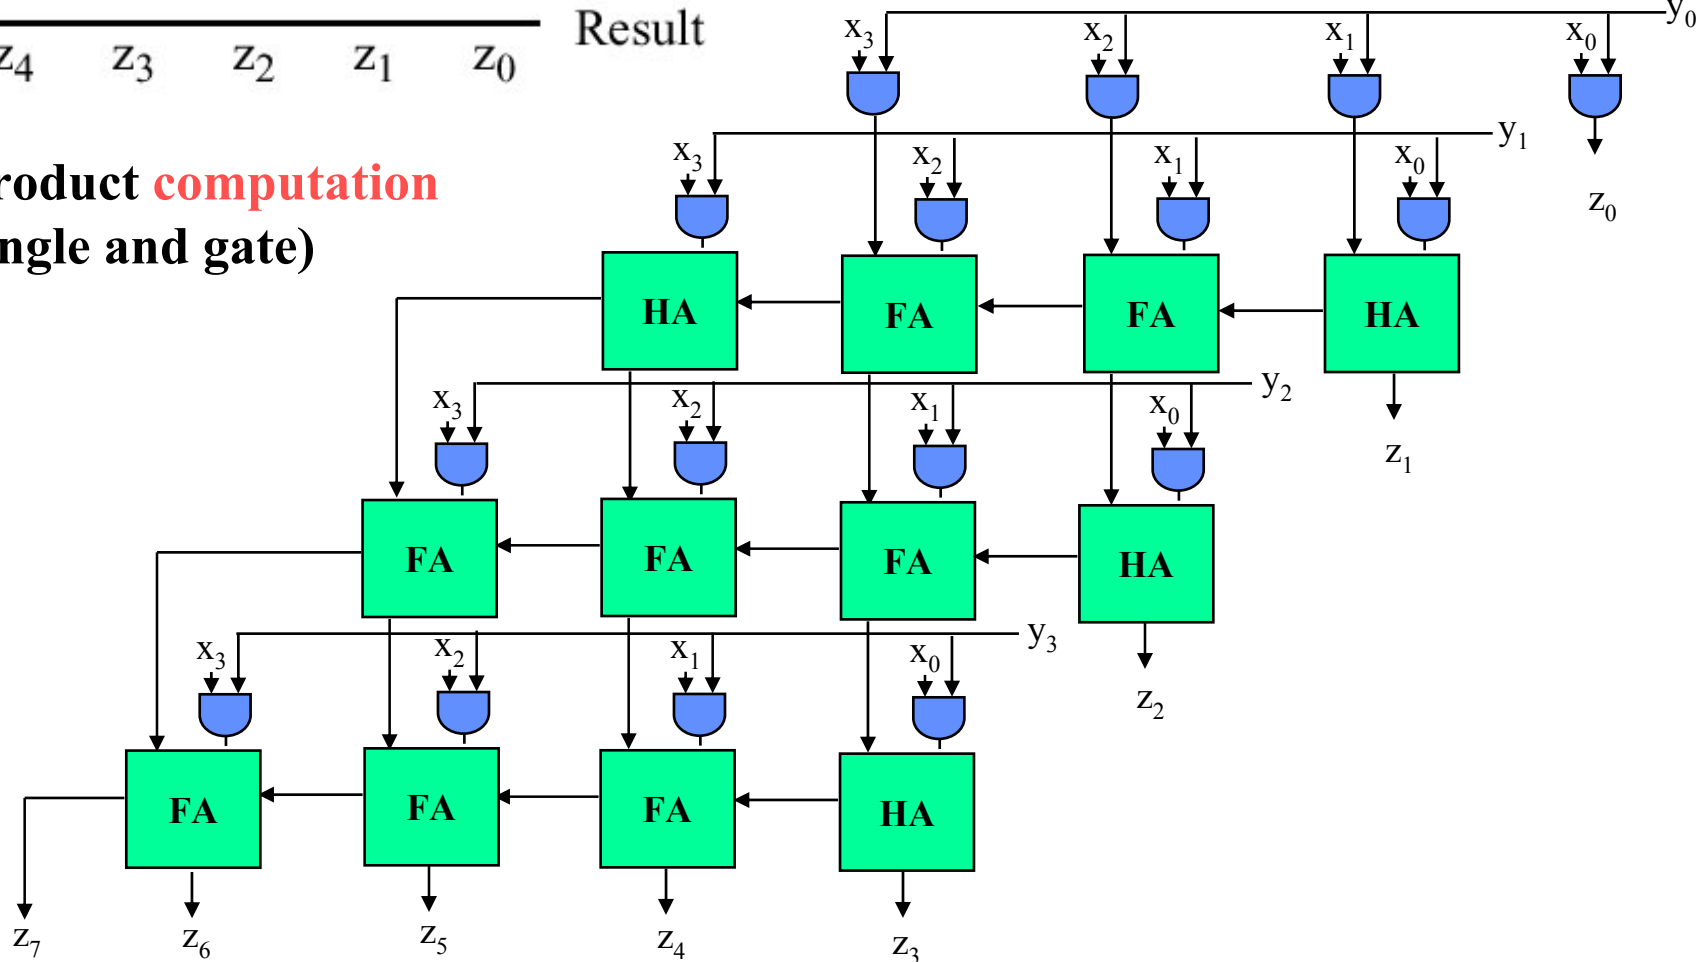 Result
z4 z3 z2 z1 z0
computation
and gate)
y0
x3 x2 x1 x0
y1
x3 x2 x1 x0
z0
HA FA FA HA
y2
x3 x2 x1 x0
z1
FA FA FA HA
y3
x3 x2 x1 x0
z2
FA FA FA HA
z7 z6 z5 z4 z3